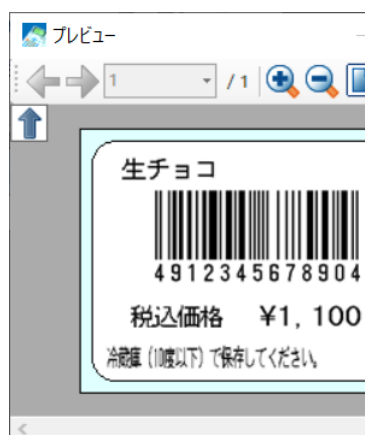 プレビュー
1 / 1
生チョコ
4912345678904
税込価格 ¥1,100
冷蔵庫（10度以下）で保存してください。